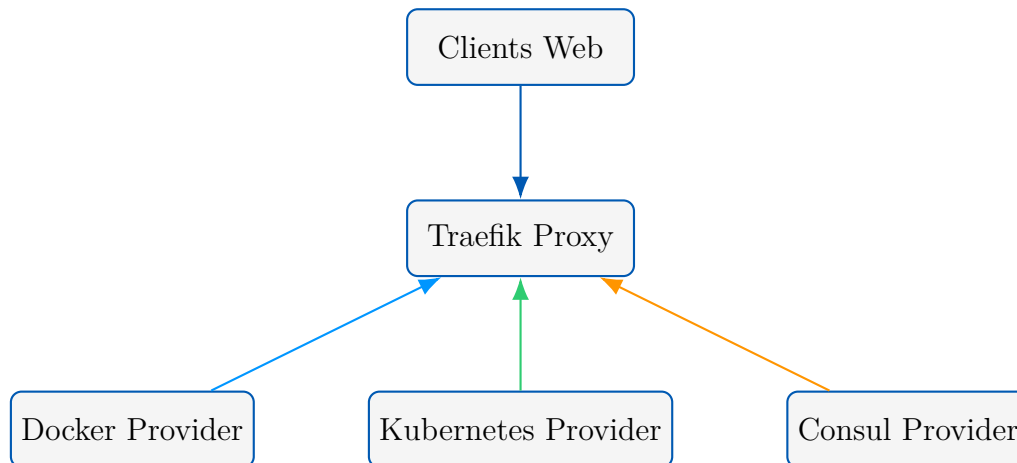 Clients Web
Traefik Proxy
Docker Provider
Kubernetes Provider
Consul Provider